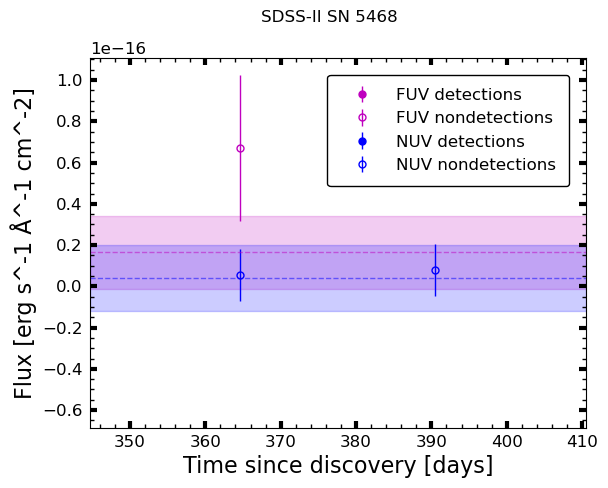 SDSS-II SN 5468
1e−16
FUV detections
FUV nondetections
NUV detections
NUV nondetections
1.0
0.8
0.6
0.4
0.2
0.0
−0.2
−0.4
−0.6
Flux [erg s^-1 Å^-1 cm^-2]
350 360 370 380 390 400 410
Time since discovery [days]